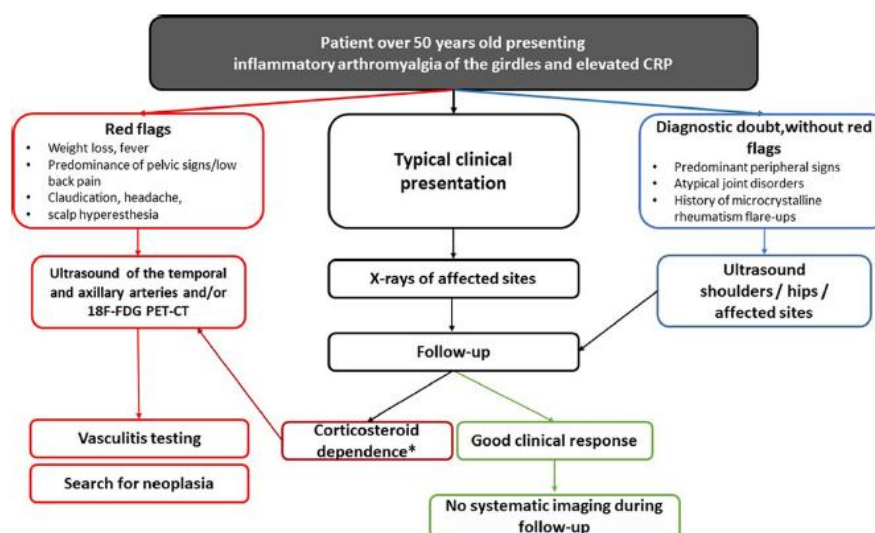 Patient over 50 years old presenting
inflammatory arthromyalgia of the girdles and elevated CRP
Red flags
• Weight loss, fever
• Predominance of pelvic signs/low
back pain
• Claudication, headache,
• scalp hyperesthesia
Typical clinical
presentation
Diagnostic doubt,without red
flags
• Predominant peripheral signs
• Atypical joint disorders
• History of microcrystalline
rheumatism flare-ups
Ultrasound of the temporal
and axillary arteries and/or
18F-FDG PET-CT
X-rays of affected sites
Ultrasound
shoulders / hips /
affected sites
Follow-up
Vasculitis testing
Corticosteroid
dependence*
Good clinical response
Search for neoplasia
No systematic imaging during
follow-up